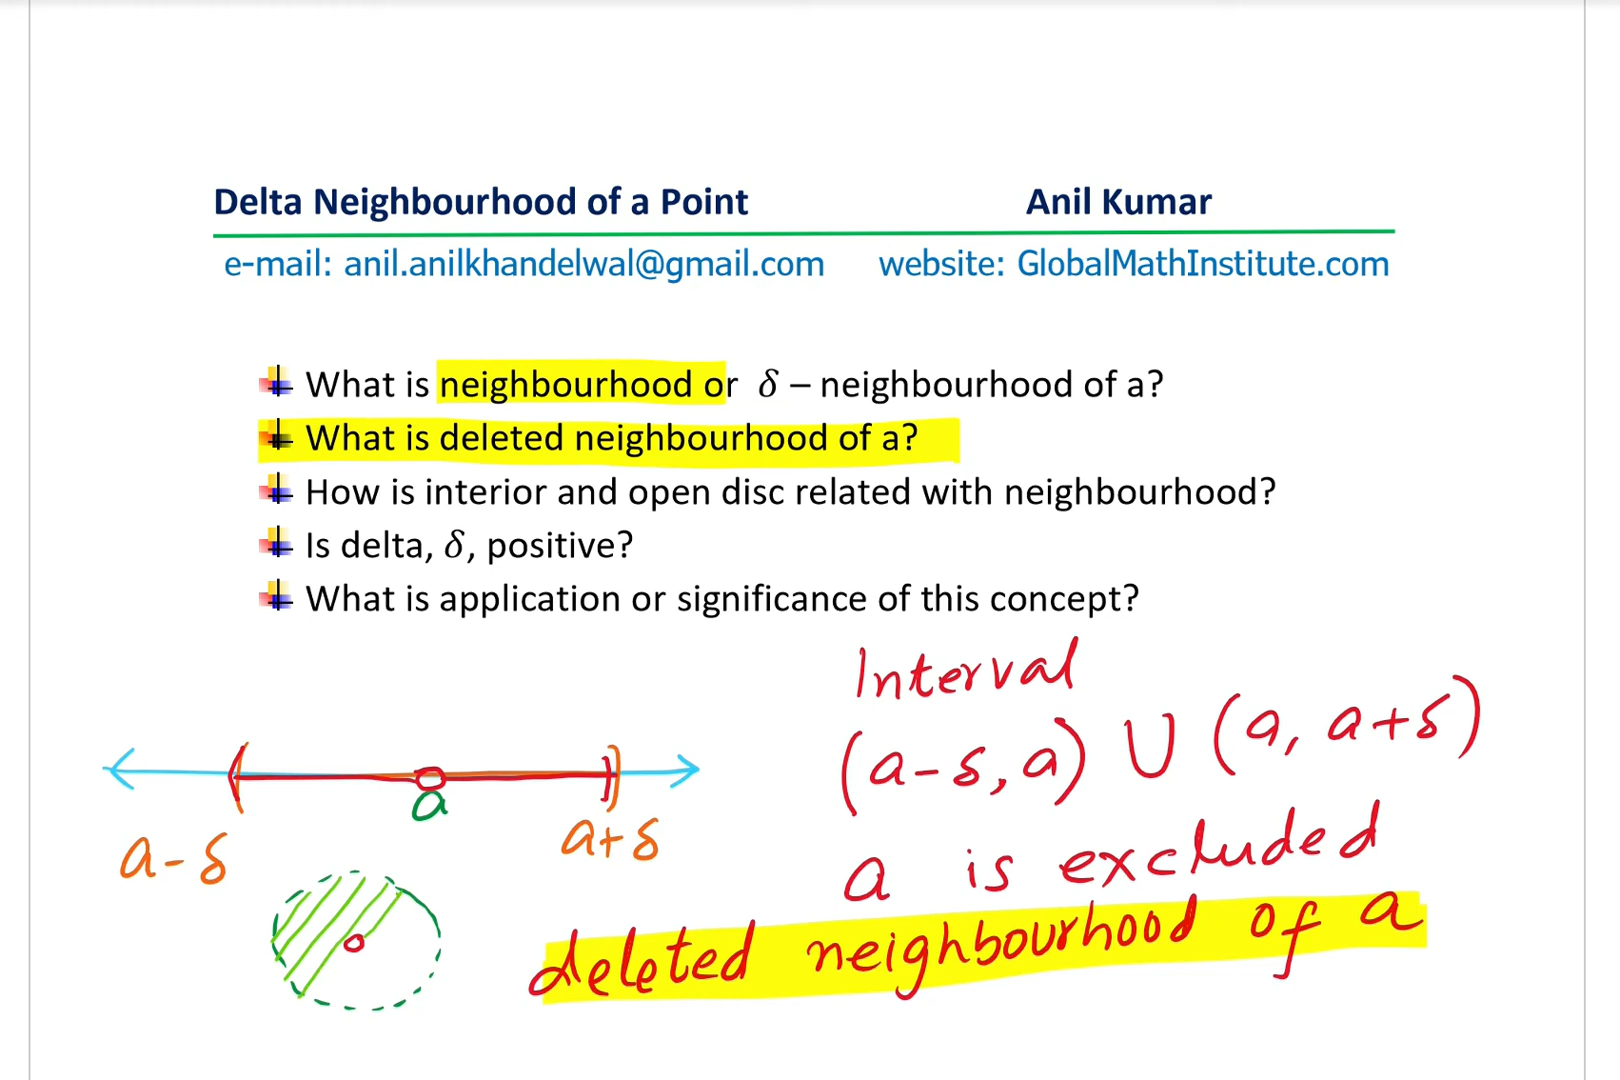 Delta Neighbourhood of a Point Anil Kumar
e-mail: anil.anilkhandelwal@gmail.com website: GlobalMathInstitute.com
What is neighbourhood or δ – neighbourhood of a?
What is deleted neighbourhood of a?
How is interior and open disc related with neighbourhood?
Is delta, δ, positive?
What is application or significance of this concept?
Interval
(a-δ, a) ∪ (a, a+δ)
a
a-δ a+δ
a is excluded
deleted neighbourhood of a